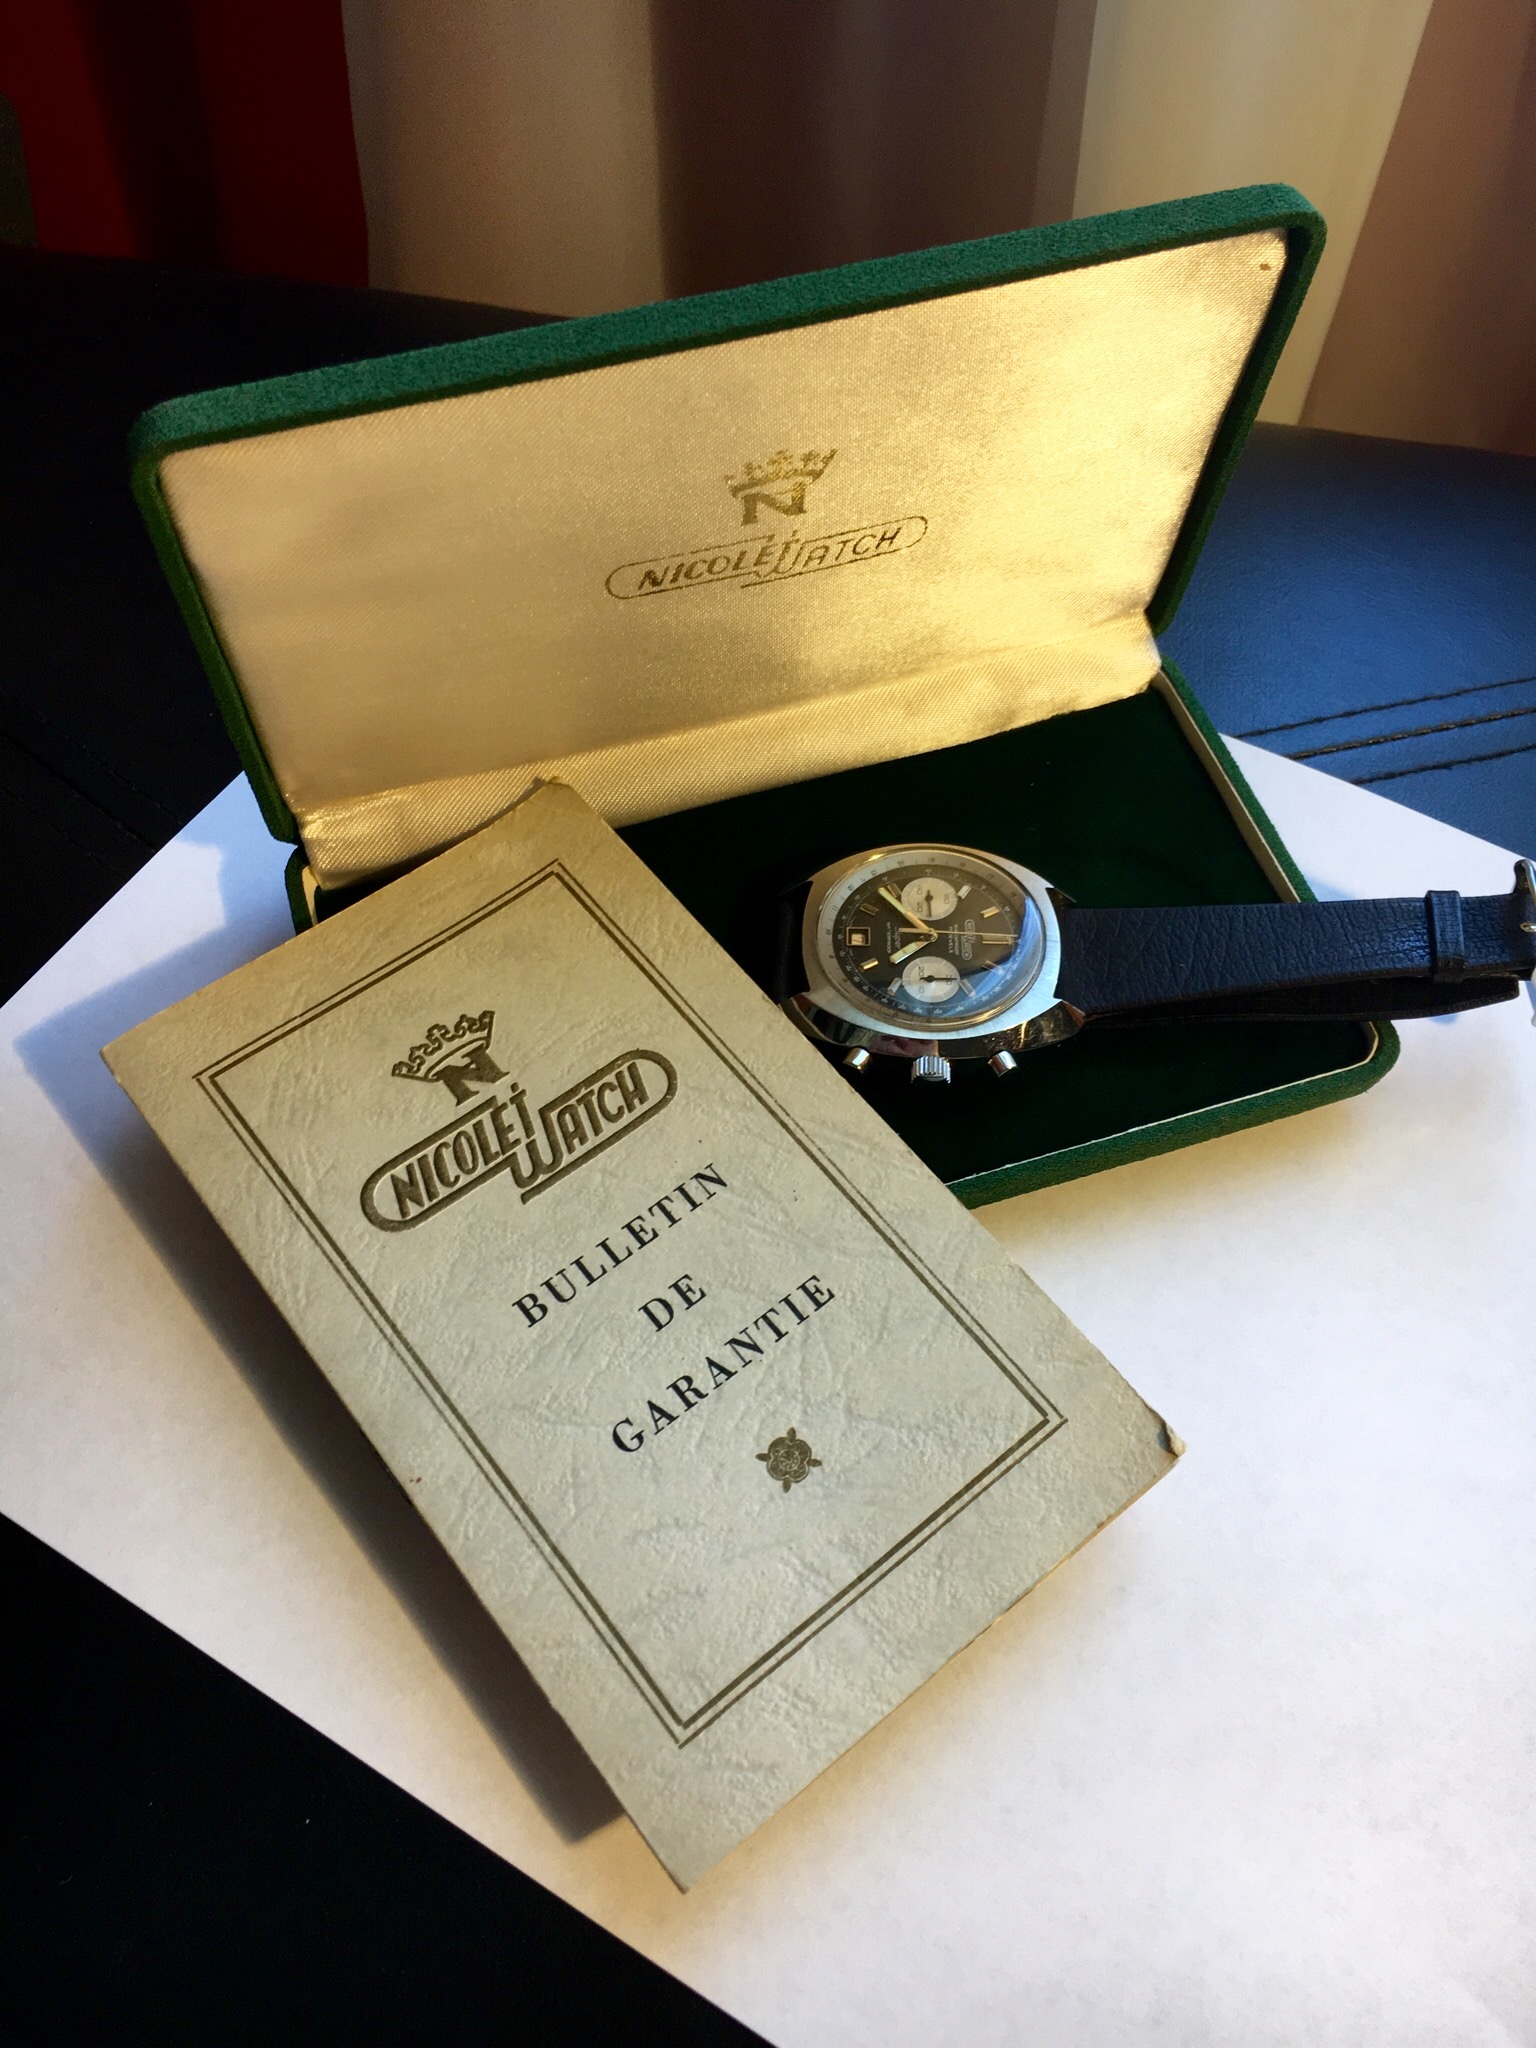 N
NICOLET WATCH
N
NICOLET WATCH
BULLETIN
DE
GARANTIE